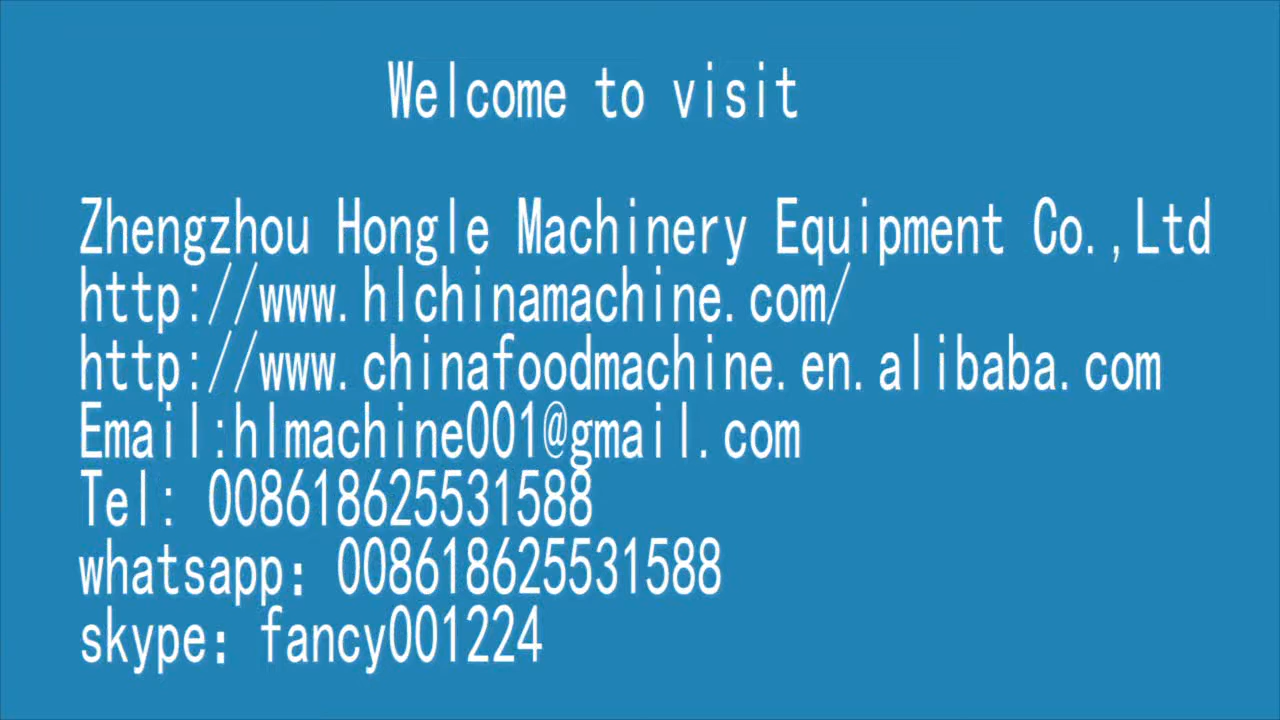 Welcome to visit
Zhengzhou Hongle Machinery Equipment Co.,Ltd
http://www.hlchinamachine.com/
http://www.chinafoodmachine.en.alibaba.com
Email:hlmachine001@gmail.com
Tel: 008618625531588
whatsapp：008618625531588
skype：fancy001224